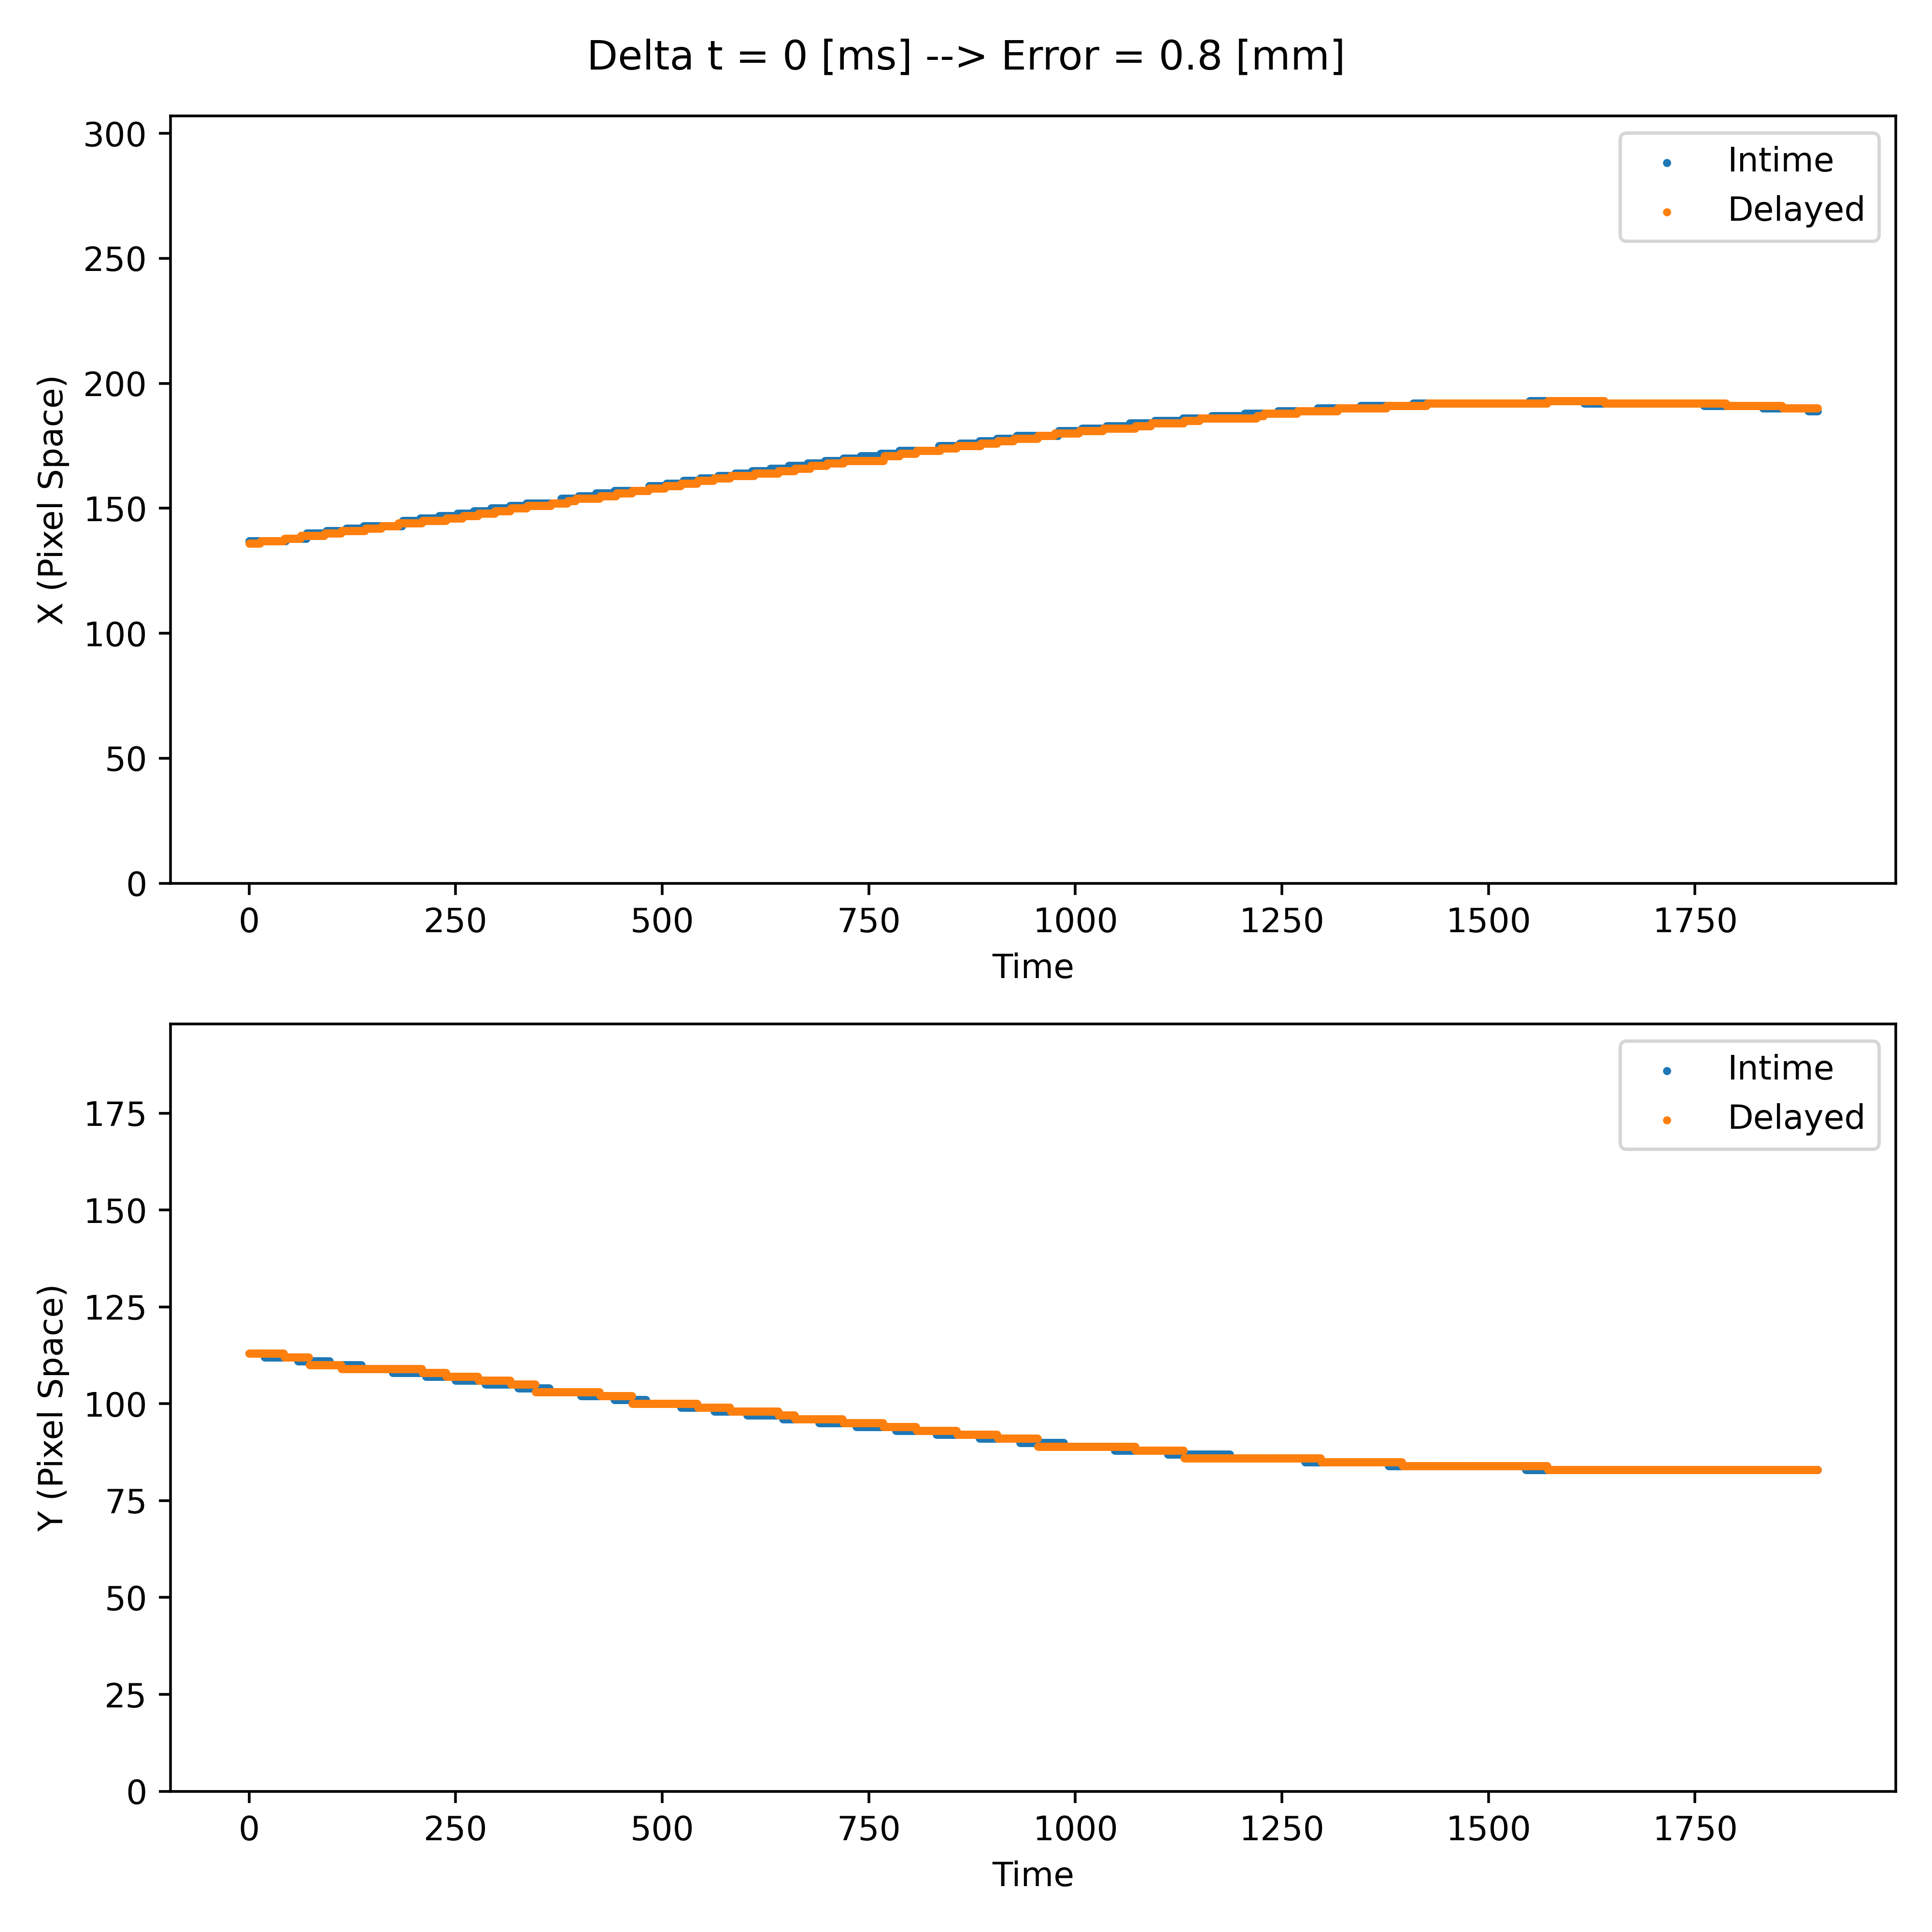 Delta t = 0 [ms] --> Error = 0.8 [mm]
300
250
200
150
100
50
0
X (Pixel Space)
Intime
Delayed
0 250 500 750 1000 1250 1500 1750
Time
175
150
125
100
75
50
25
0
Y (Pixel Space)
Intime
Delayed
0 250 500 750 1000 1250 1500 1750
Time